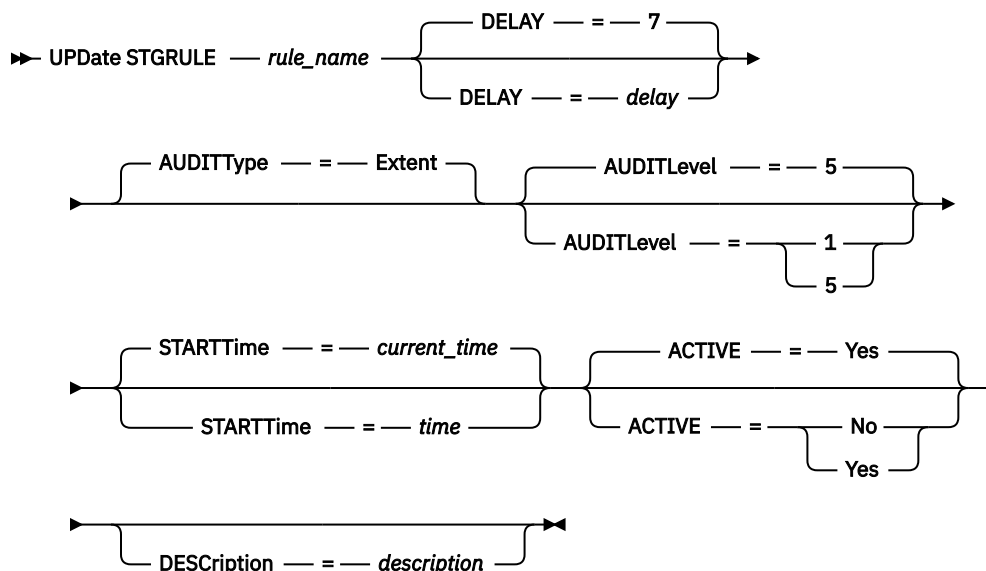 DELAY = 7
UPDate STGRULE rule_name
DELAY = delay
AUDITType = Extent
AUDITLevel = 5
AUDITLevel = 1
5
STARTTime = current_time
STARTTime = time
ACTIVE = Yes
ACTIVE = No
Yes
DESCription = description